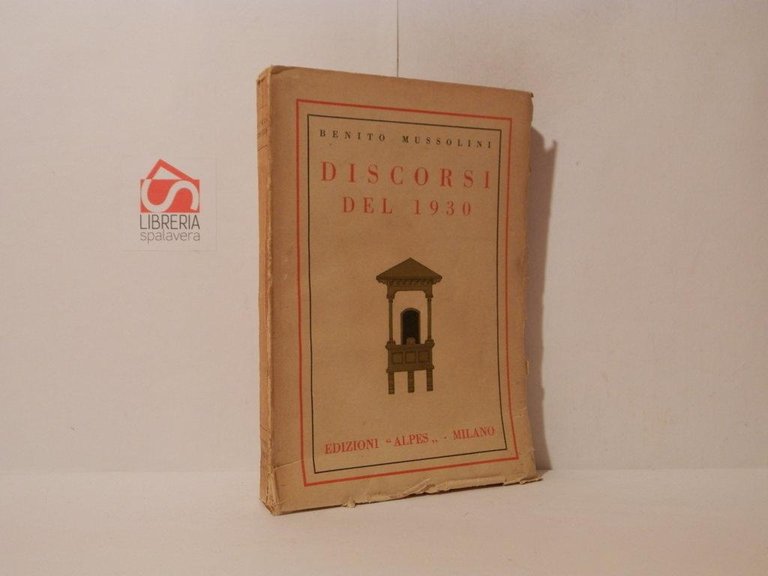 BENITO MUSSOLINI
DISCORSI
DEL 1930
EDIZIONI “ALPES„ - MILANO
LIBRERIA
spalavera